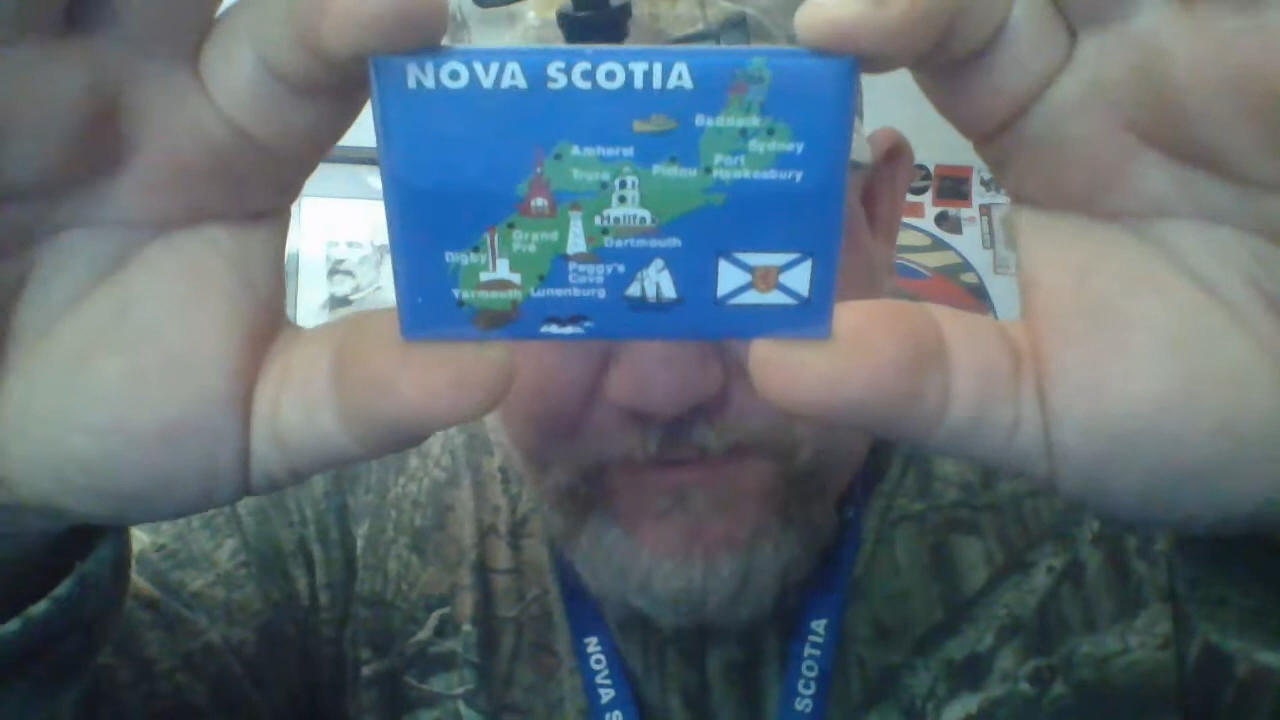 NOVA SCOTIA
Baddeck
Amherst
Sydney
Truro
Pictou
Port
Hawkesbury
Halifax
Grand
Pré
Dartmouth
Digby
Peggy's
Cove
Yarmouth
Lunenburg
NOVA S
SCOTIA